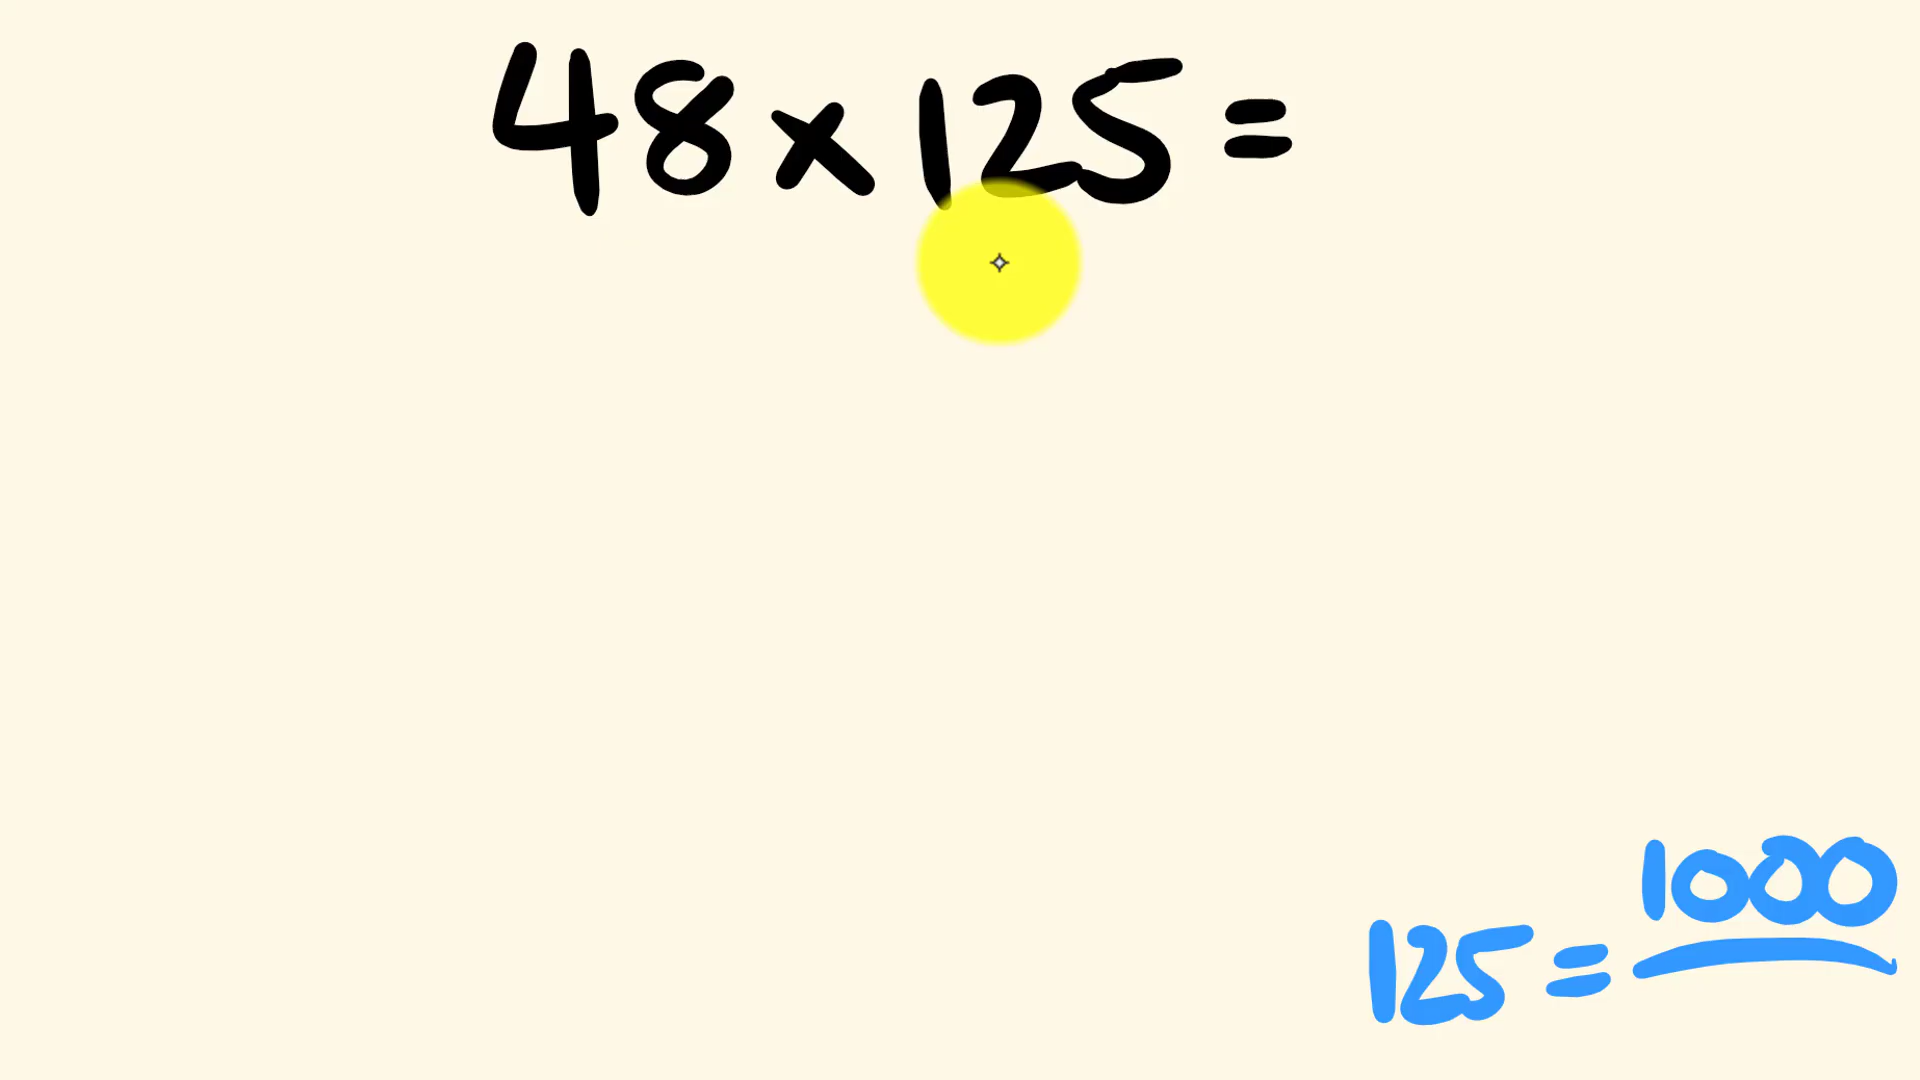 48 x 125 =
125 = 1000